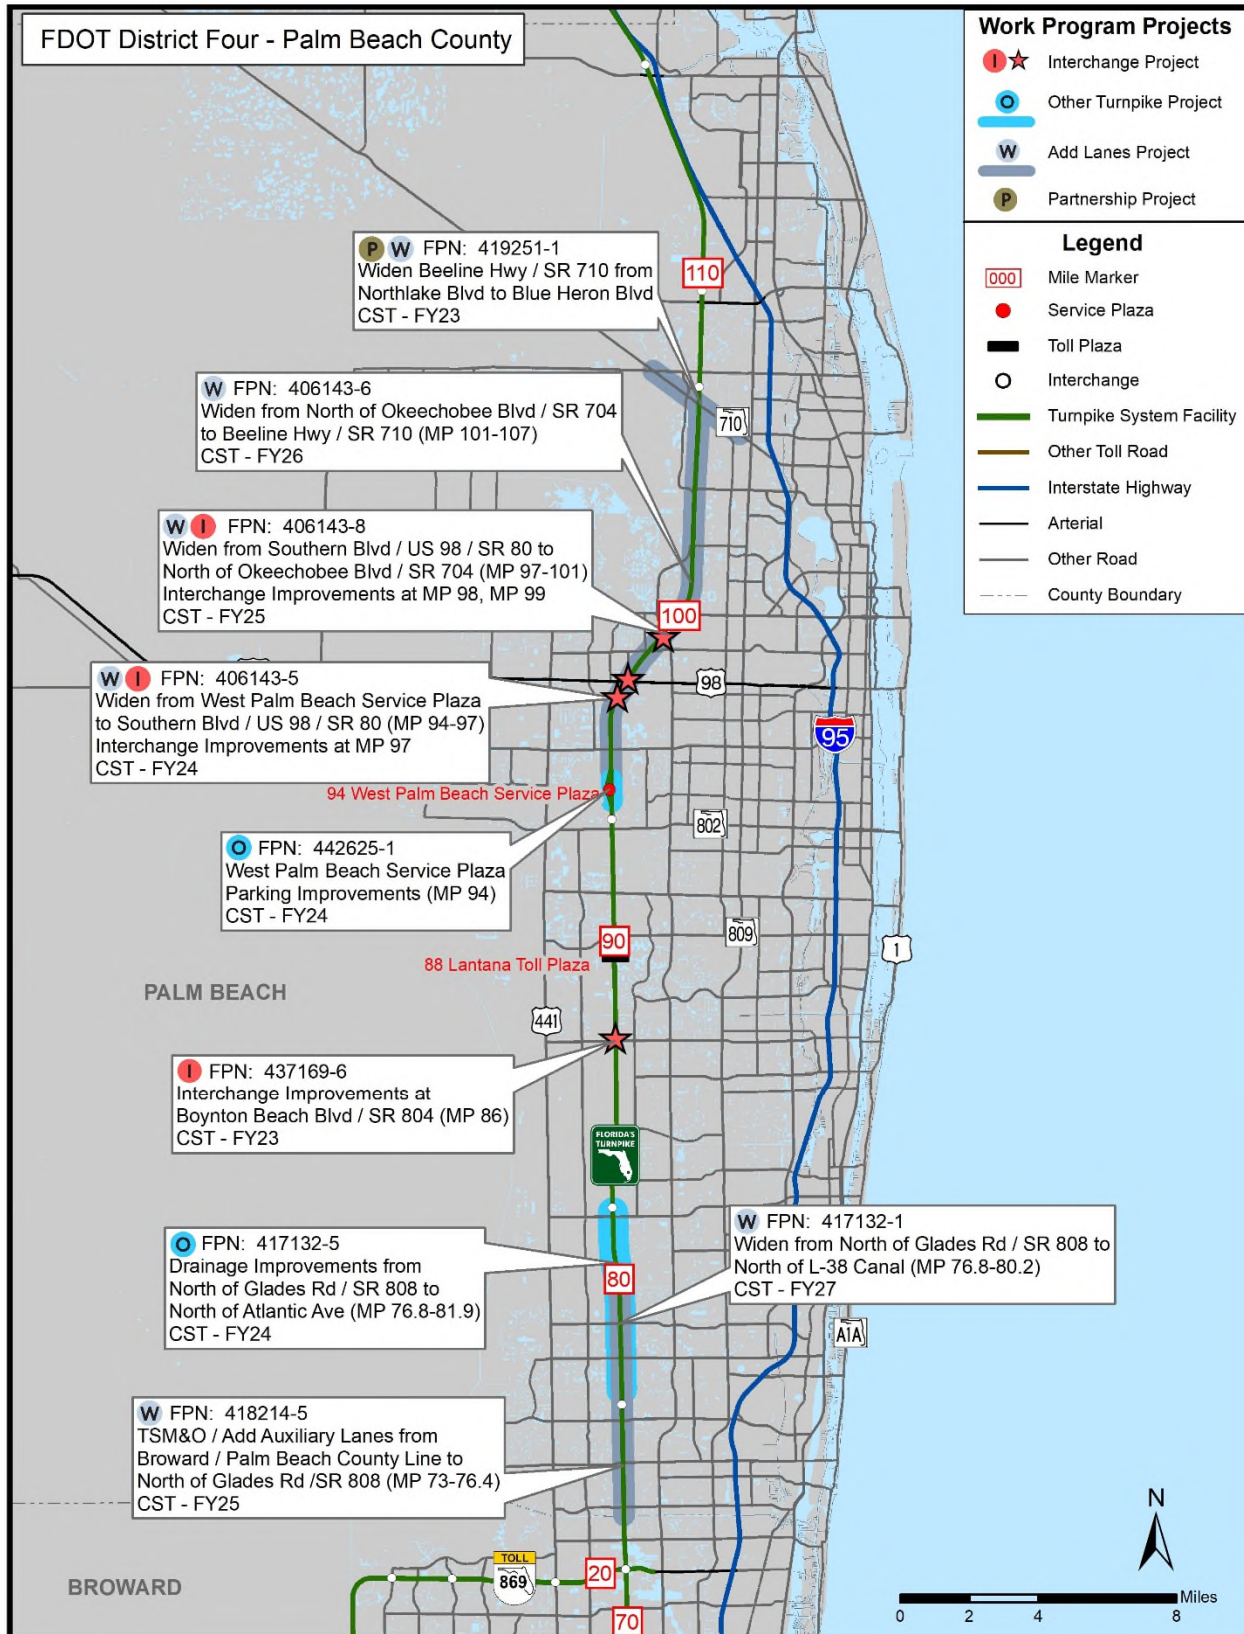 FDOT District Four - Palm Beach County
Work Program Projects
I Interchange Project
O Other Turnpike Project
W Add Lanes Project
P Partnership Project
Legend
000 Mile Marker
Service Plaza
Toll Plaza
Interchange
Turnpike System Facility
Other Toll Road
Interstate Highway
Arterial
Other Road
County Boundary
P W FPN: 419251-1
Widen Beeline Hwy / SR 710 from
Northlake Blvd to Blue Heron Blvd
CST - FY23
110
W FPN: 406143-6
Widen from North of Okeechobee Blvd / SR 704
to Beeline Hwy / SR 710 (MP 101-107)
CST - FY26
710
W I FPN: 406143-8
Widen from Southern Blvd / US 98 / SR 80 to
North of Okeechobee Blvd / SR 704 (MP 97-101)
Interchange Improvements at MP 98, MP 99
CST - FY25
100
W I FPN: 406143-5
Widen from West Palm Beach Service Plaza
to Southern Blvd / US 98 / SR 80 (MP 94-97)
Interchange Improvements at MP 97
CST - FY24
98
95
94 West Palm Beach Service Plaza
802
O FPN: 442625-1
West Palm Beach Service Plaza
Parking Improvements (MP 94)
CST - FY24
90
809
1
88 Lantana Toll Plaza
PALM BEACH
441
I FPN: 437169-6
Interchange Improvements at
Boynton Beach Blvd / SR 804 (MP 86)
CST - FY23
FLORIDA'S
TURNPIKE
O FPN: 417132-5
Drainage Improvements from
North of Glades Rd / SR 808 to
North of Atlantic Ave (MP 76.8-81.9)
CST - FY24
80
W FPN: 417132-1
Widen from North of Glades Rd / SR 808 to
North of L-38 Canal (MP 76.8-80.2)
CST - FY27
A1A
W FPN: 418214-5
TSM&O / Add Auxiliary Lanes from
Broward / Palm Beach County Line to
North of Glades Rd /SR 808 (MP 73-76.4)
CST - FY25
N
TOLL
869
20
BROWARD
70
Miles
0 2 4 8